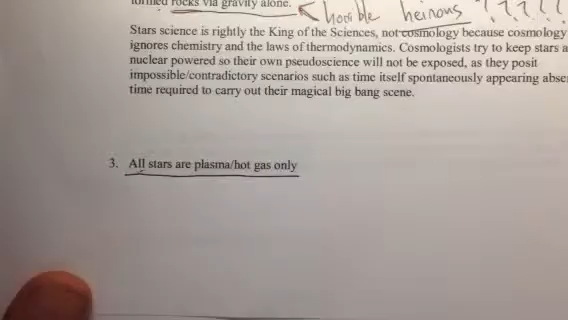 formed rocks via gravity alone.
horrible heinous ????!!
Stars science is rightly the King of the Sciences, not cosmology because cosmology
ignores chemistry and the laws of thermodynamics. Cosmologists try to keep stars a
nuclear powered so their own pseudoscience will not be exposed, as they posit
impossible/contradictory scenarios such as time itself spontaneously appearing abse
time required to carry out their magical big bang scene.
3. All stars are plasma/hot gas only